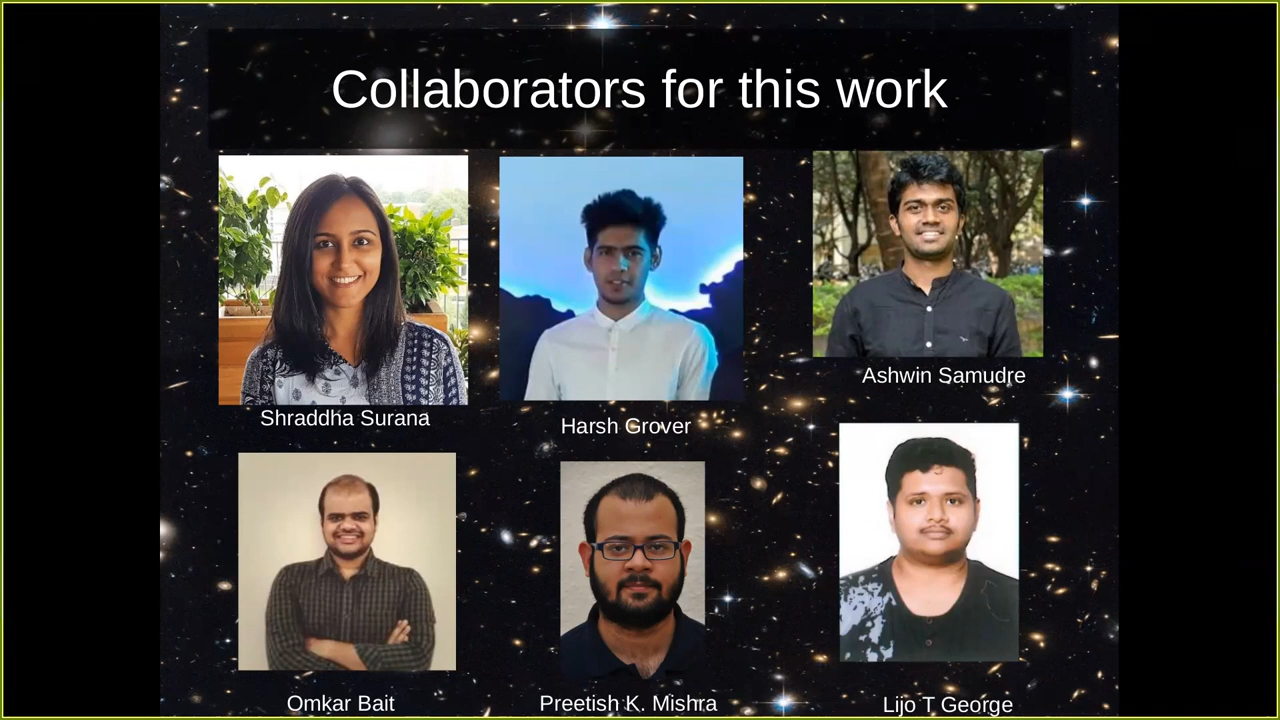 Collaborators for this work
Shraddha Surana
Harsh Grover
Ashwin Samudre
Omkar Bait
Preetish K. Mishra
Lijo T George